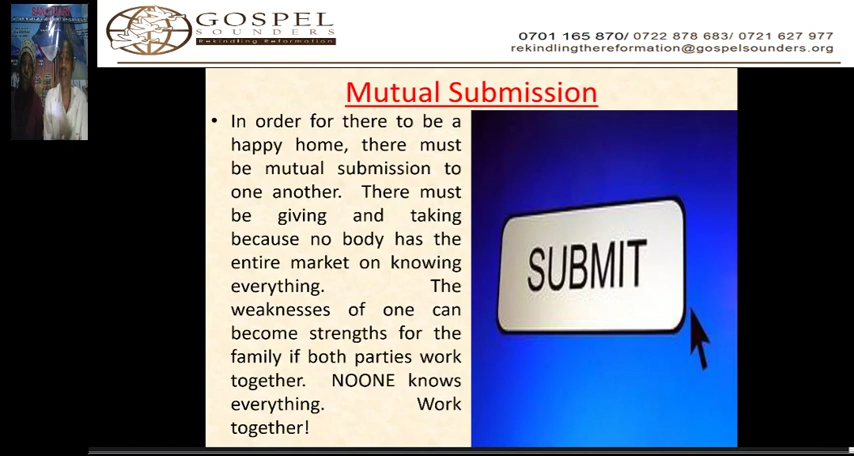 GOSPEL
SOUNDERS
Rekindling Reformation
0701 165 870/ 0722 878 683/ 0721 627 977
rekindlingthereformation@gospelsounders.org
Mutual Submission
• In order for there to be a
happy home, there must
be mutual submission to
one another. There must
be giving and taking
because no body has the
entire market on knowing
everything. The
weaknesses of one can
become strengths for the
family if both parties work
together. NOONE knows
everything. Work
together!
SUBMIT